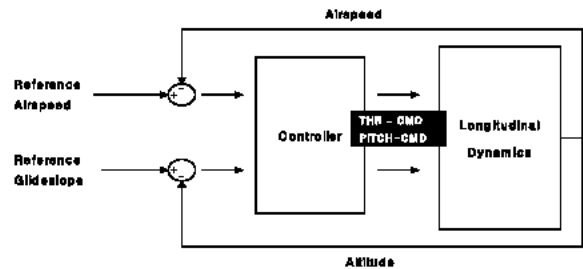 Airspeed
Reference
Airspeed
+
-
Controller
THR - CMD
PITCH-CMD
Longitudinal
Dynamics
Reference
Glideslope
+
-
Altitude